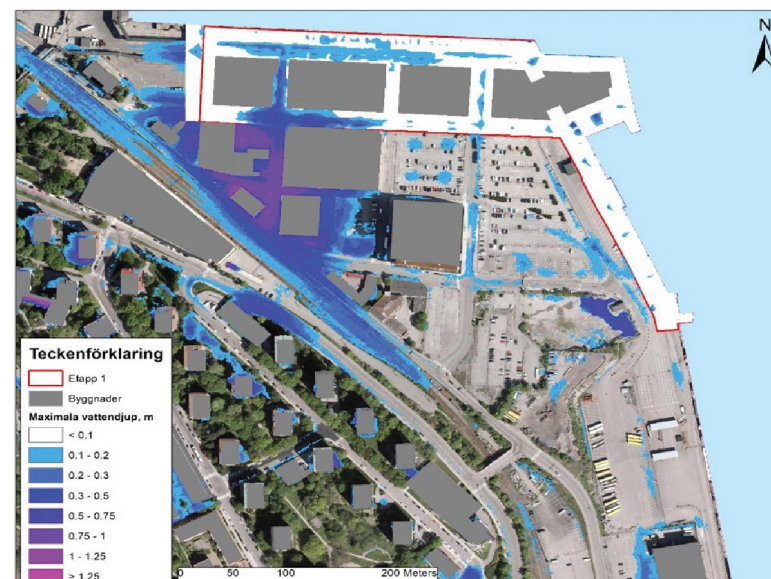 N
Teckenförklaring
Etapp 1
Byggnader
Maximala vattendjup, m
< 0,1
0.1 - 0.2
0.2 - 0.3
0.3 - 0.5
0.5 - 0.75
0.75 - 1
1 - 1.25
> 1.25
0 50 100 200 Meters